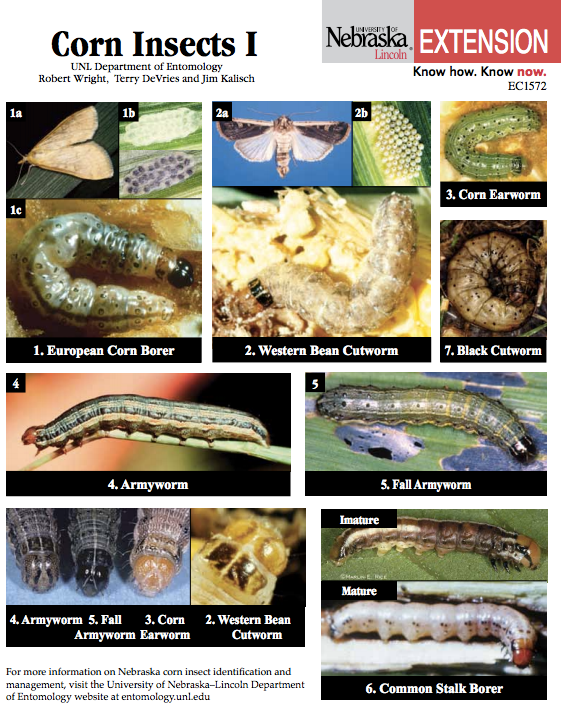 Corn Insects I
UNL Department of Entomology
Robert Wright, Terry DeVries and Jim Kalisch
UNIVERSITY OF
Nebraska
Lincoln
EXTENSION
Know how. Know now.
EC1572
1a
1b
1c
1. European Corn Borer
2a
2b
2. Western Bean Cutworm
3. Corn Earworm
7. Black Cutworm
4
4. Armyworm
5
5. Fall Armyworm
4. Armyworm 5. Fall 3. Corn
Armyworm Earworm
2. Western Bean
Cutworm
Imature
©MARLIN E. RICE
Mature
6. Common Stalk Borer
For more information on Nebraska corn insect identification and
management, visit the University of Nebraska–Lincoln Department
of Entomology website at entomology.unl.edu